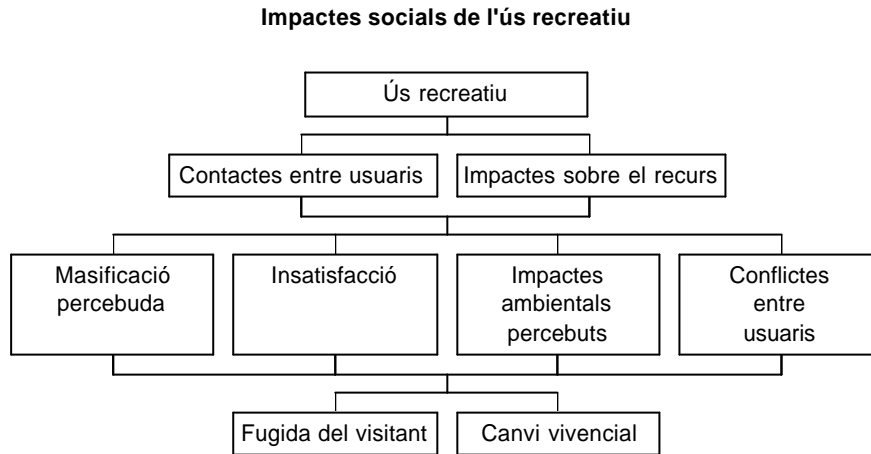 Impactes socials de l'ús recreatiu
Ús recreatiu
Contactes entre usuaris
Impactes sobre el recurs
Masificació
percebuda
Insatisfacció
Impactes
ambientals
percebuts
Conflictes
entre
usuaris
Fugida del visitant
Canvi vivencial